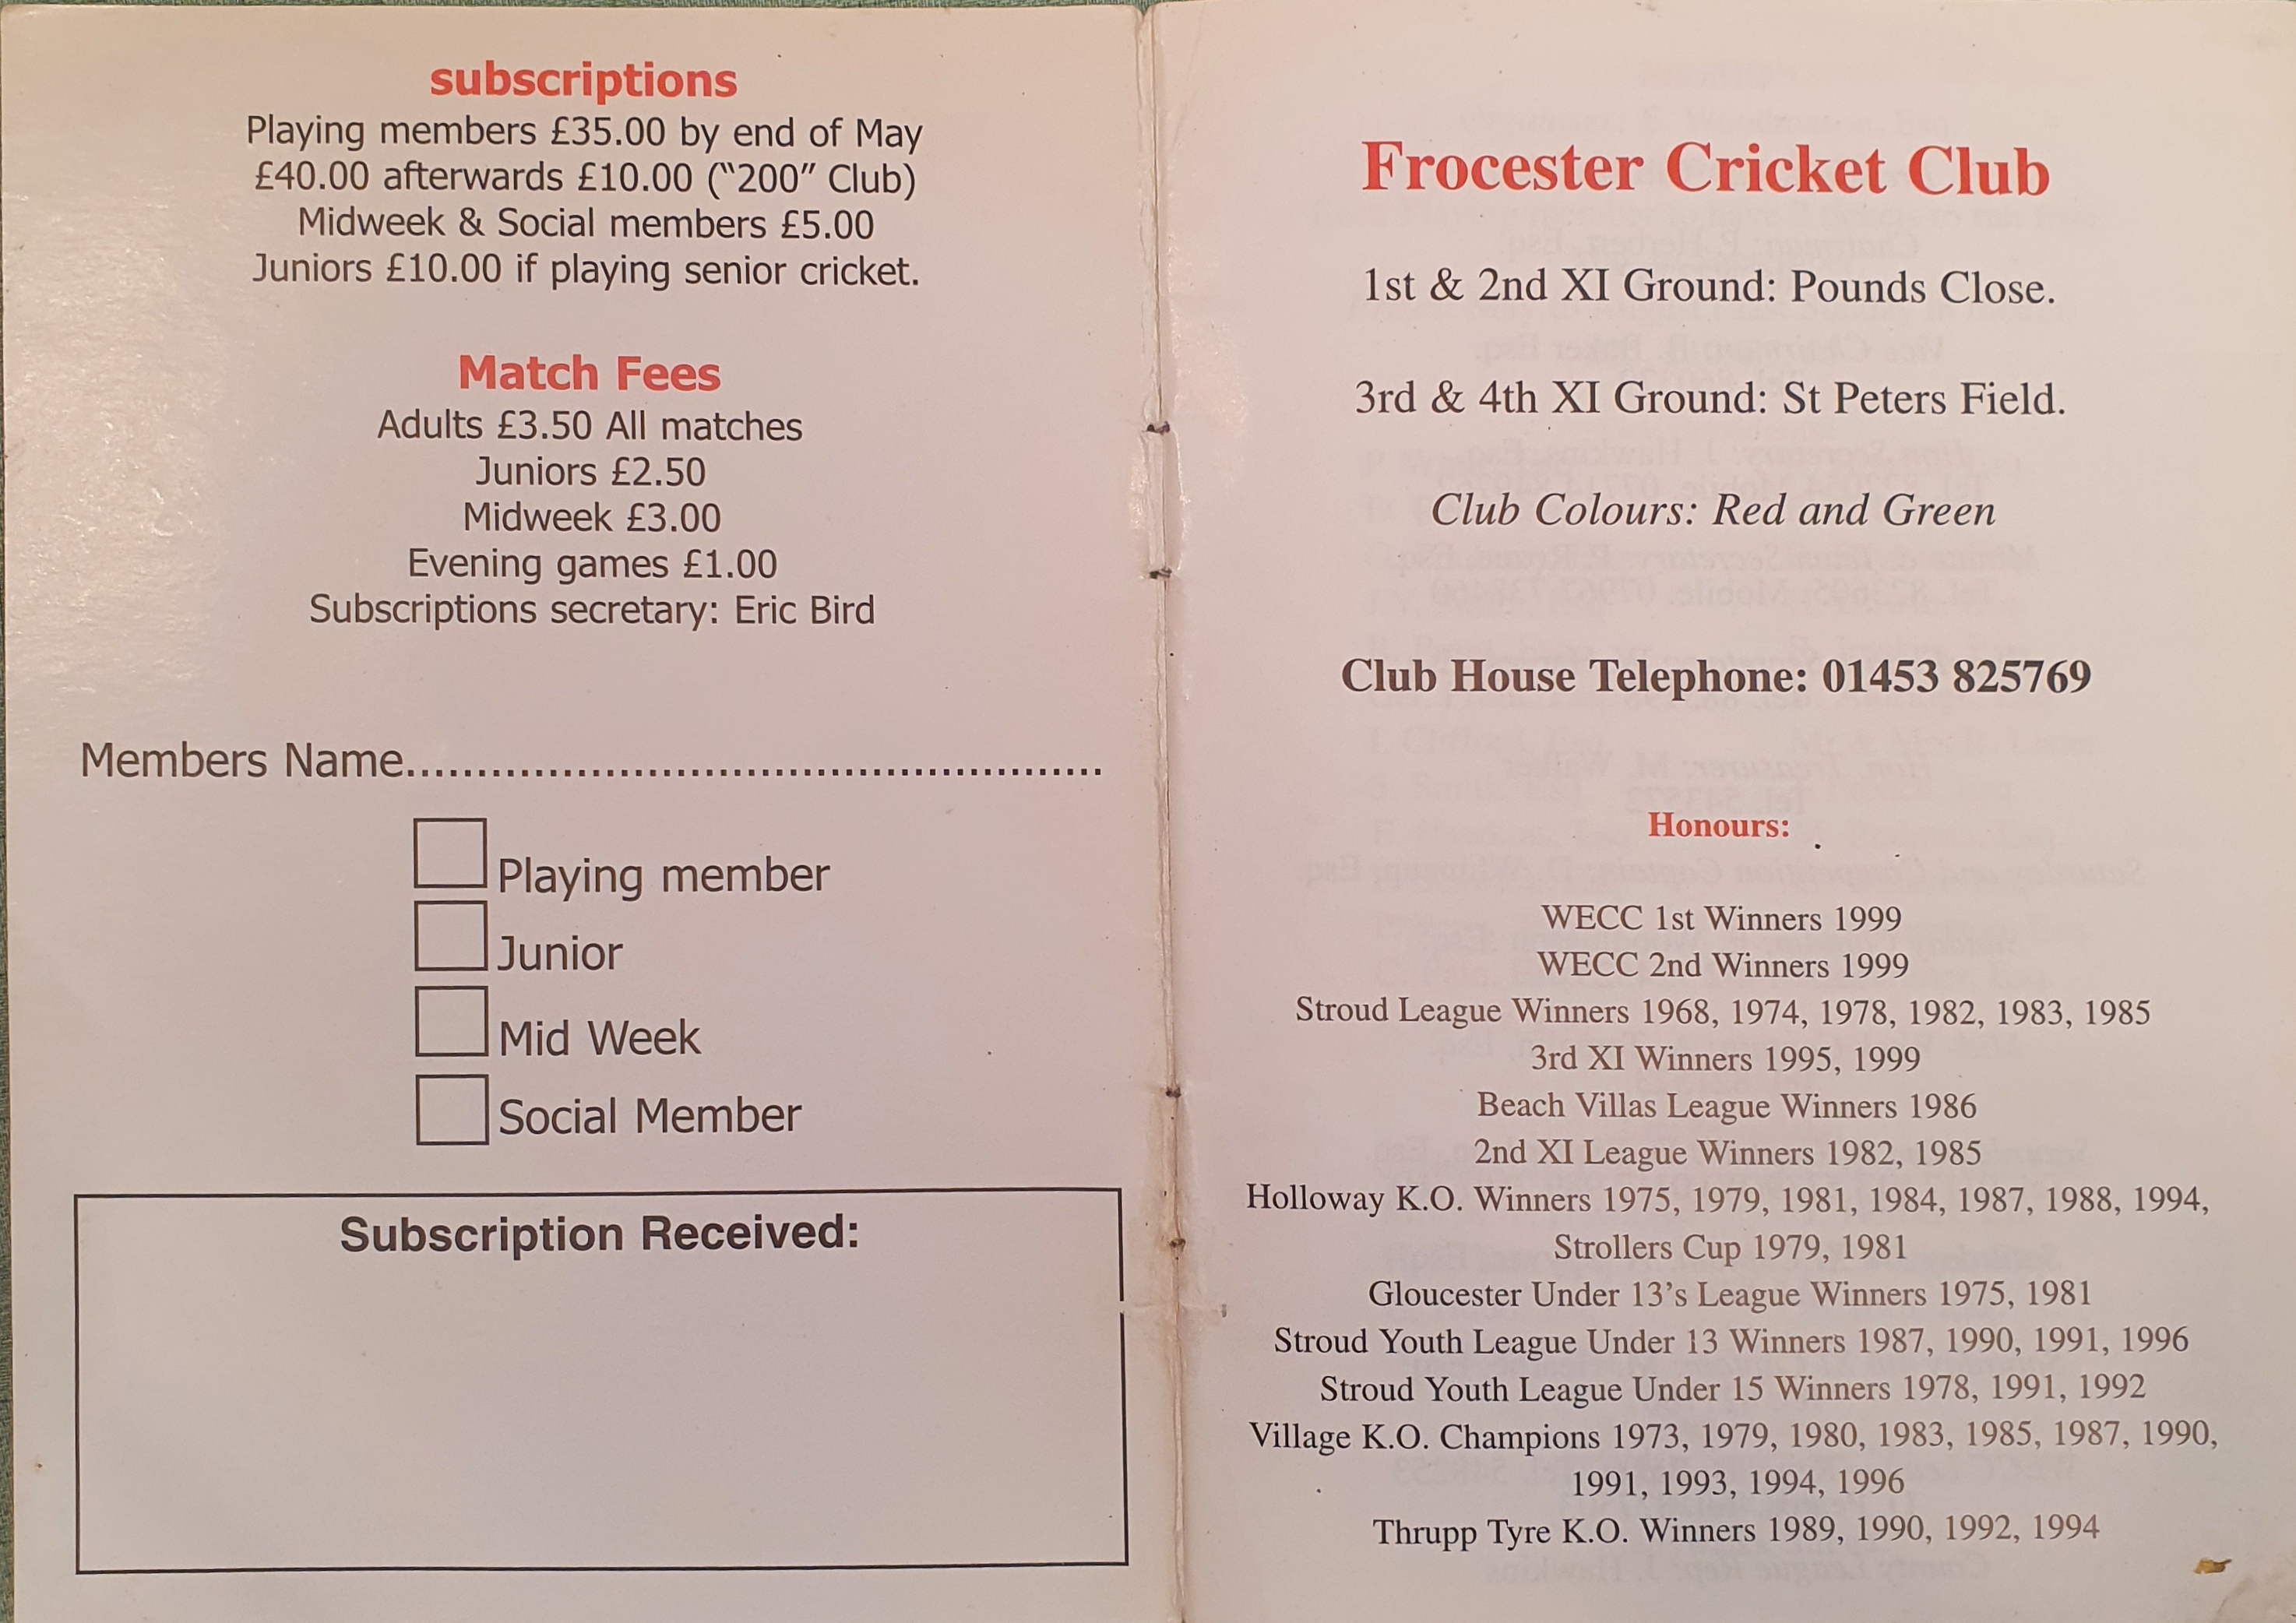 subscriptions
Playing members £35.00 by end of May
£40.00 afterwards £10.00 ("200" Club)
Midweek & Social members £5.00
Juniors £10.00 if playing senior cricket.
Match Fees
Adults £3.50 All matches
Juniors £2.50
Midweek £3.00
Evening games £1.00
Subscriptions secretary: Eric Bird
Members Name..................................................
Playing member
Junior
Mid Week
Social Member
Subscription Received:
Frocester Cricket Club
1st & 2nd XI Ground: Pounds Close.
3rd & 4th XI Ground: St Peters Field.
Club Colours: Red and Green
Club House Telephone: 01453 825769
Honours:
WECC 1st Winners 1999
WECC 2nd Winners 1999
Stroud League Winners 1968, 1974, 1978, 1982, 1983, 1985
3rd XI Winners 1995, 1999
Beach Villas League Winners 1986
2nd XI League Winners 1982, 1985
Holloway K.O. Winners 1975, 1979, 1981, 1984, 1987, 1988, 1994,
Strollers Cup 1979, 1981
Gloucester Under 13's League Winners 1975, 1981
Stroud Youth League Under 13 Winners 1987, 1990, 1991, 1996
Stroud Youth League Under 15 Winners 1978, 1991, 1992
Village K.O. Champions 1973, 1979, 1980, 1983, 1985, 1987, 1990,
1991, 1993, 1994, 1996
Thrupp Tyre K.O. Winners 1989, 1990, 1992, 1994